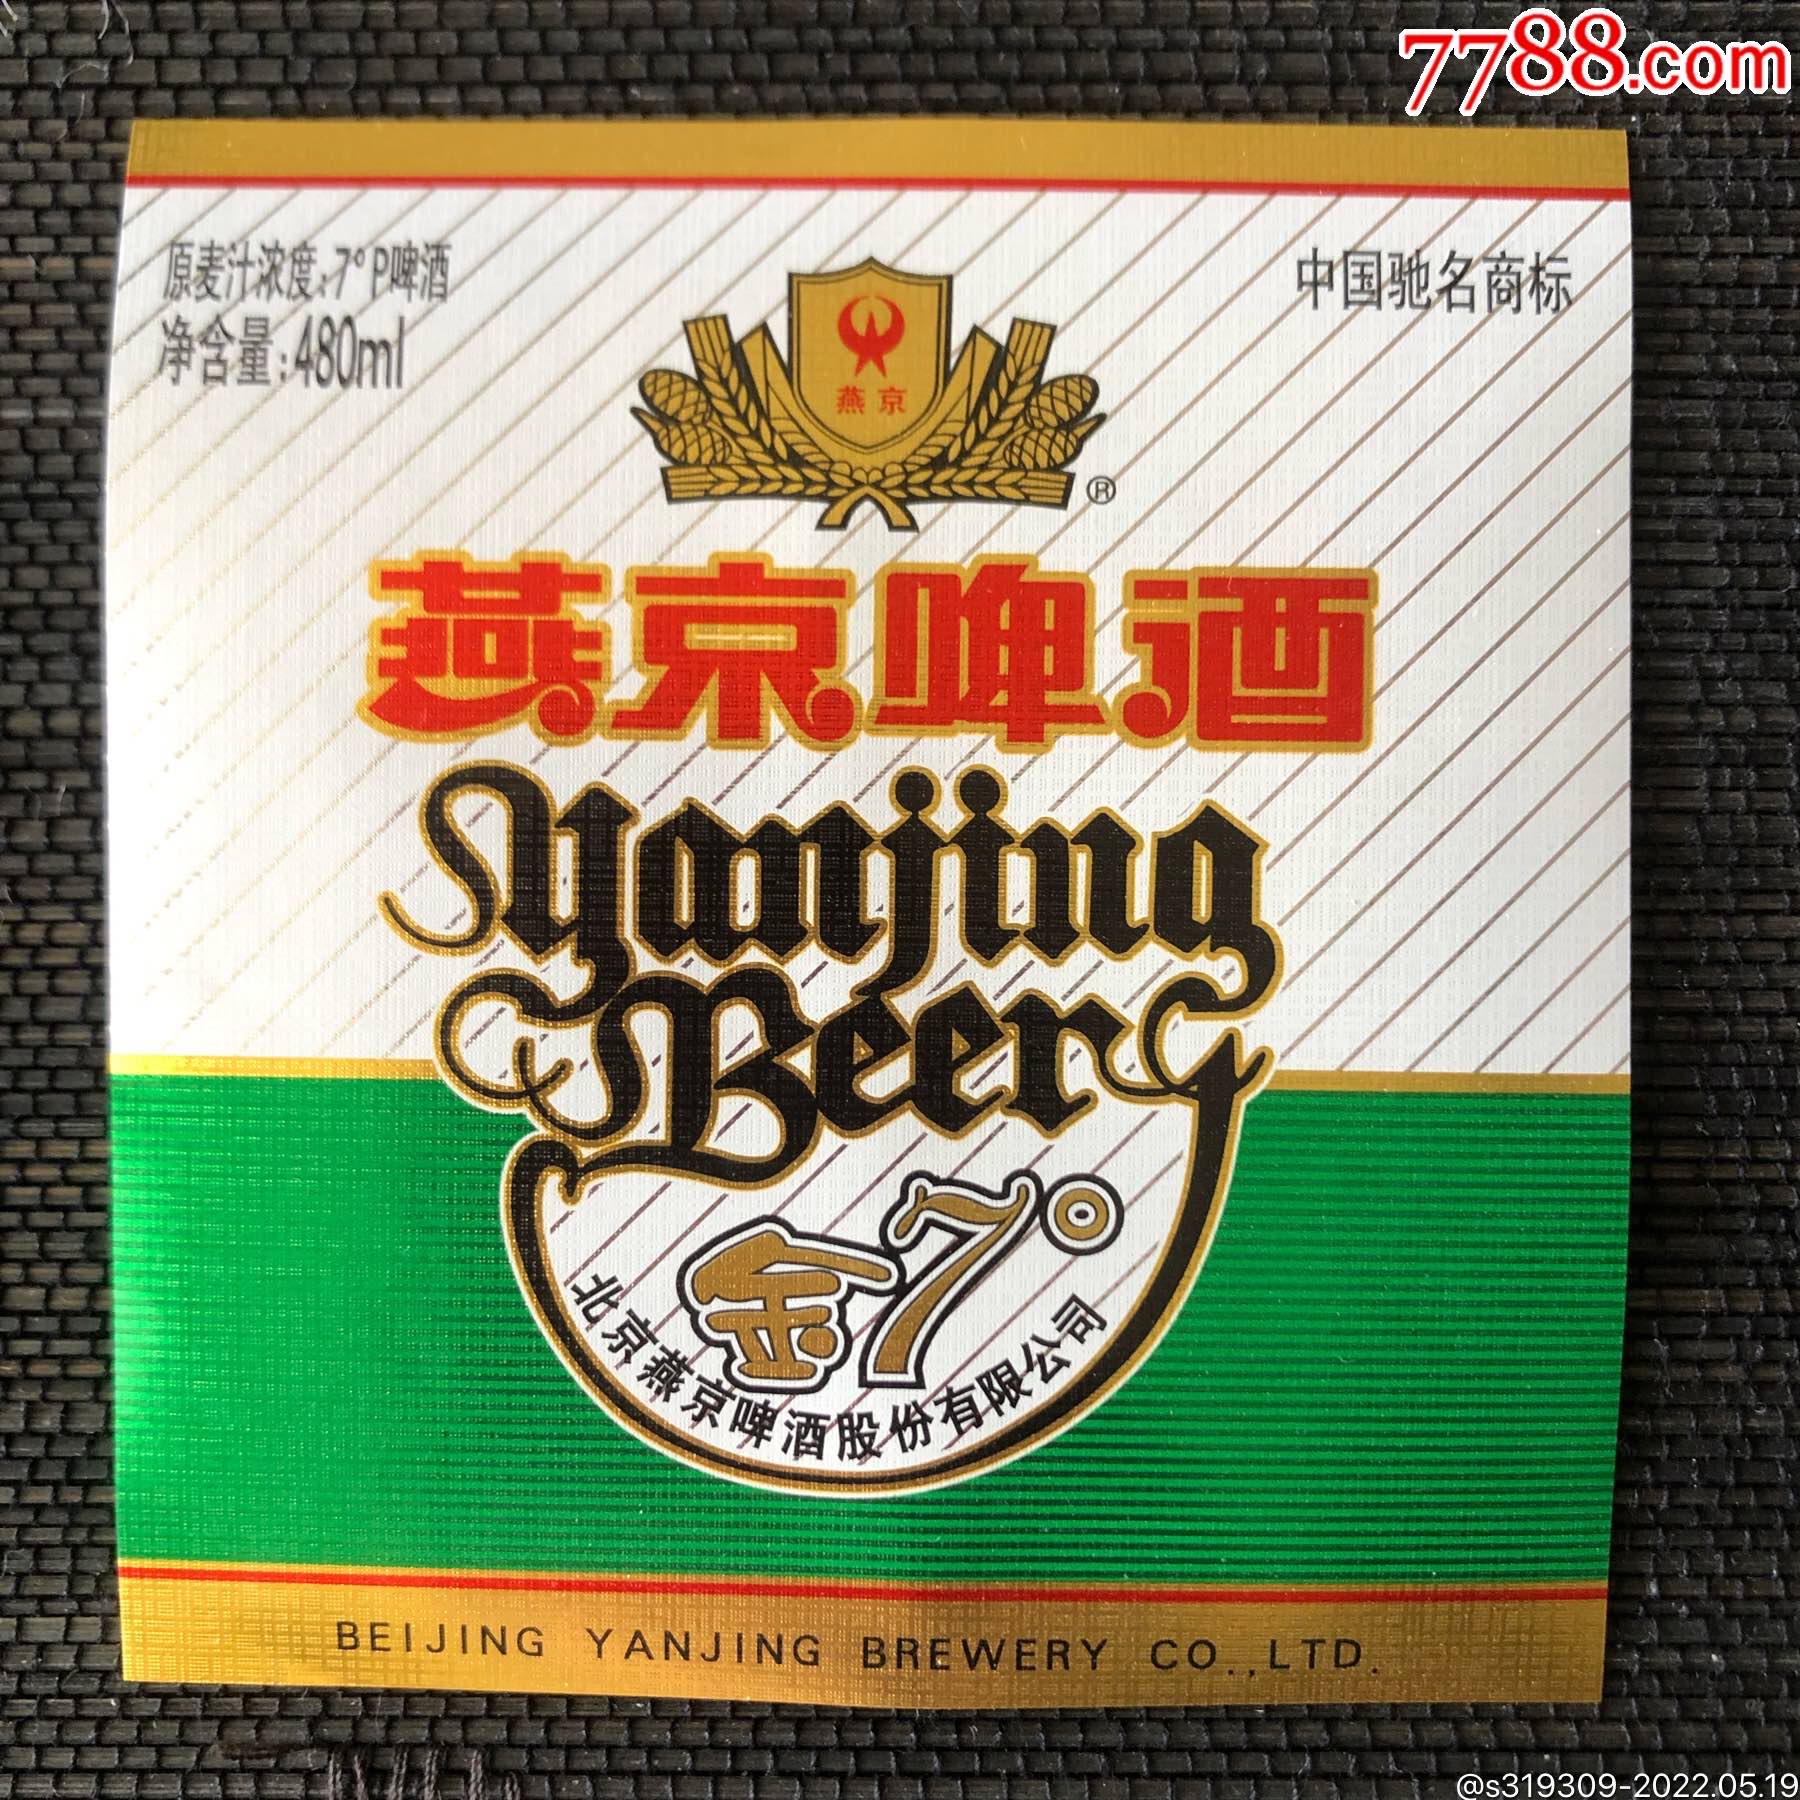 7788.com
原麦汁浓度:7°P啤酒
净含量:480ml
中国驰名商标
燕京
®
燕京啤酒
Yanjing
Beer
金7°
北京燕京啤酒股份有限公司
BEIJING YANJING BREWERY CO.,LTD.
@s319309-2022.05.19